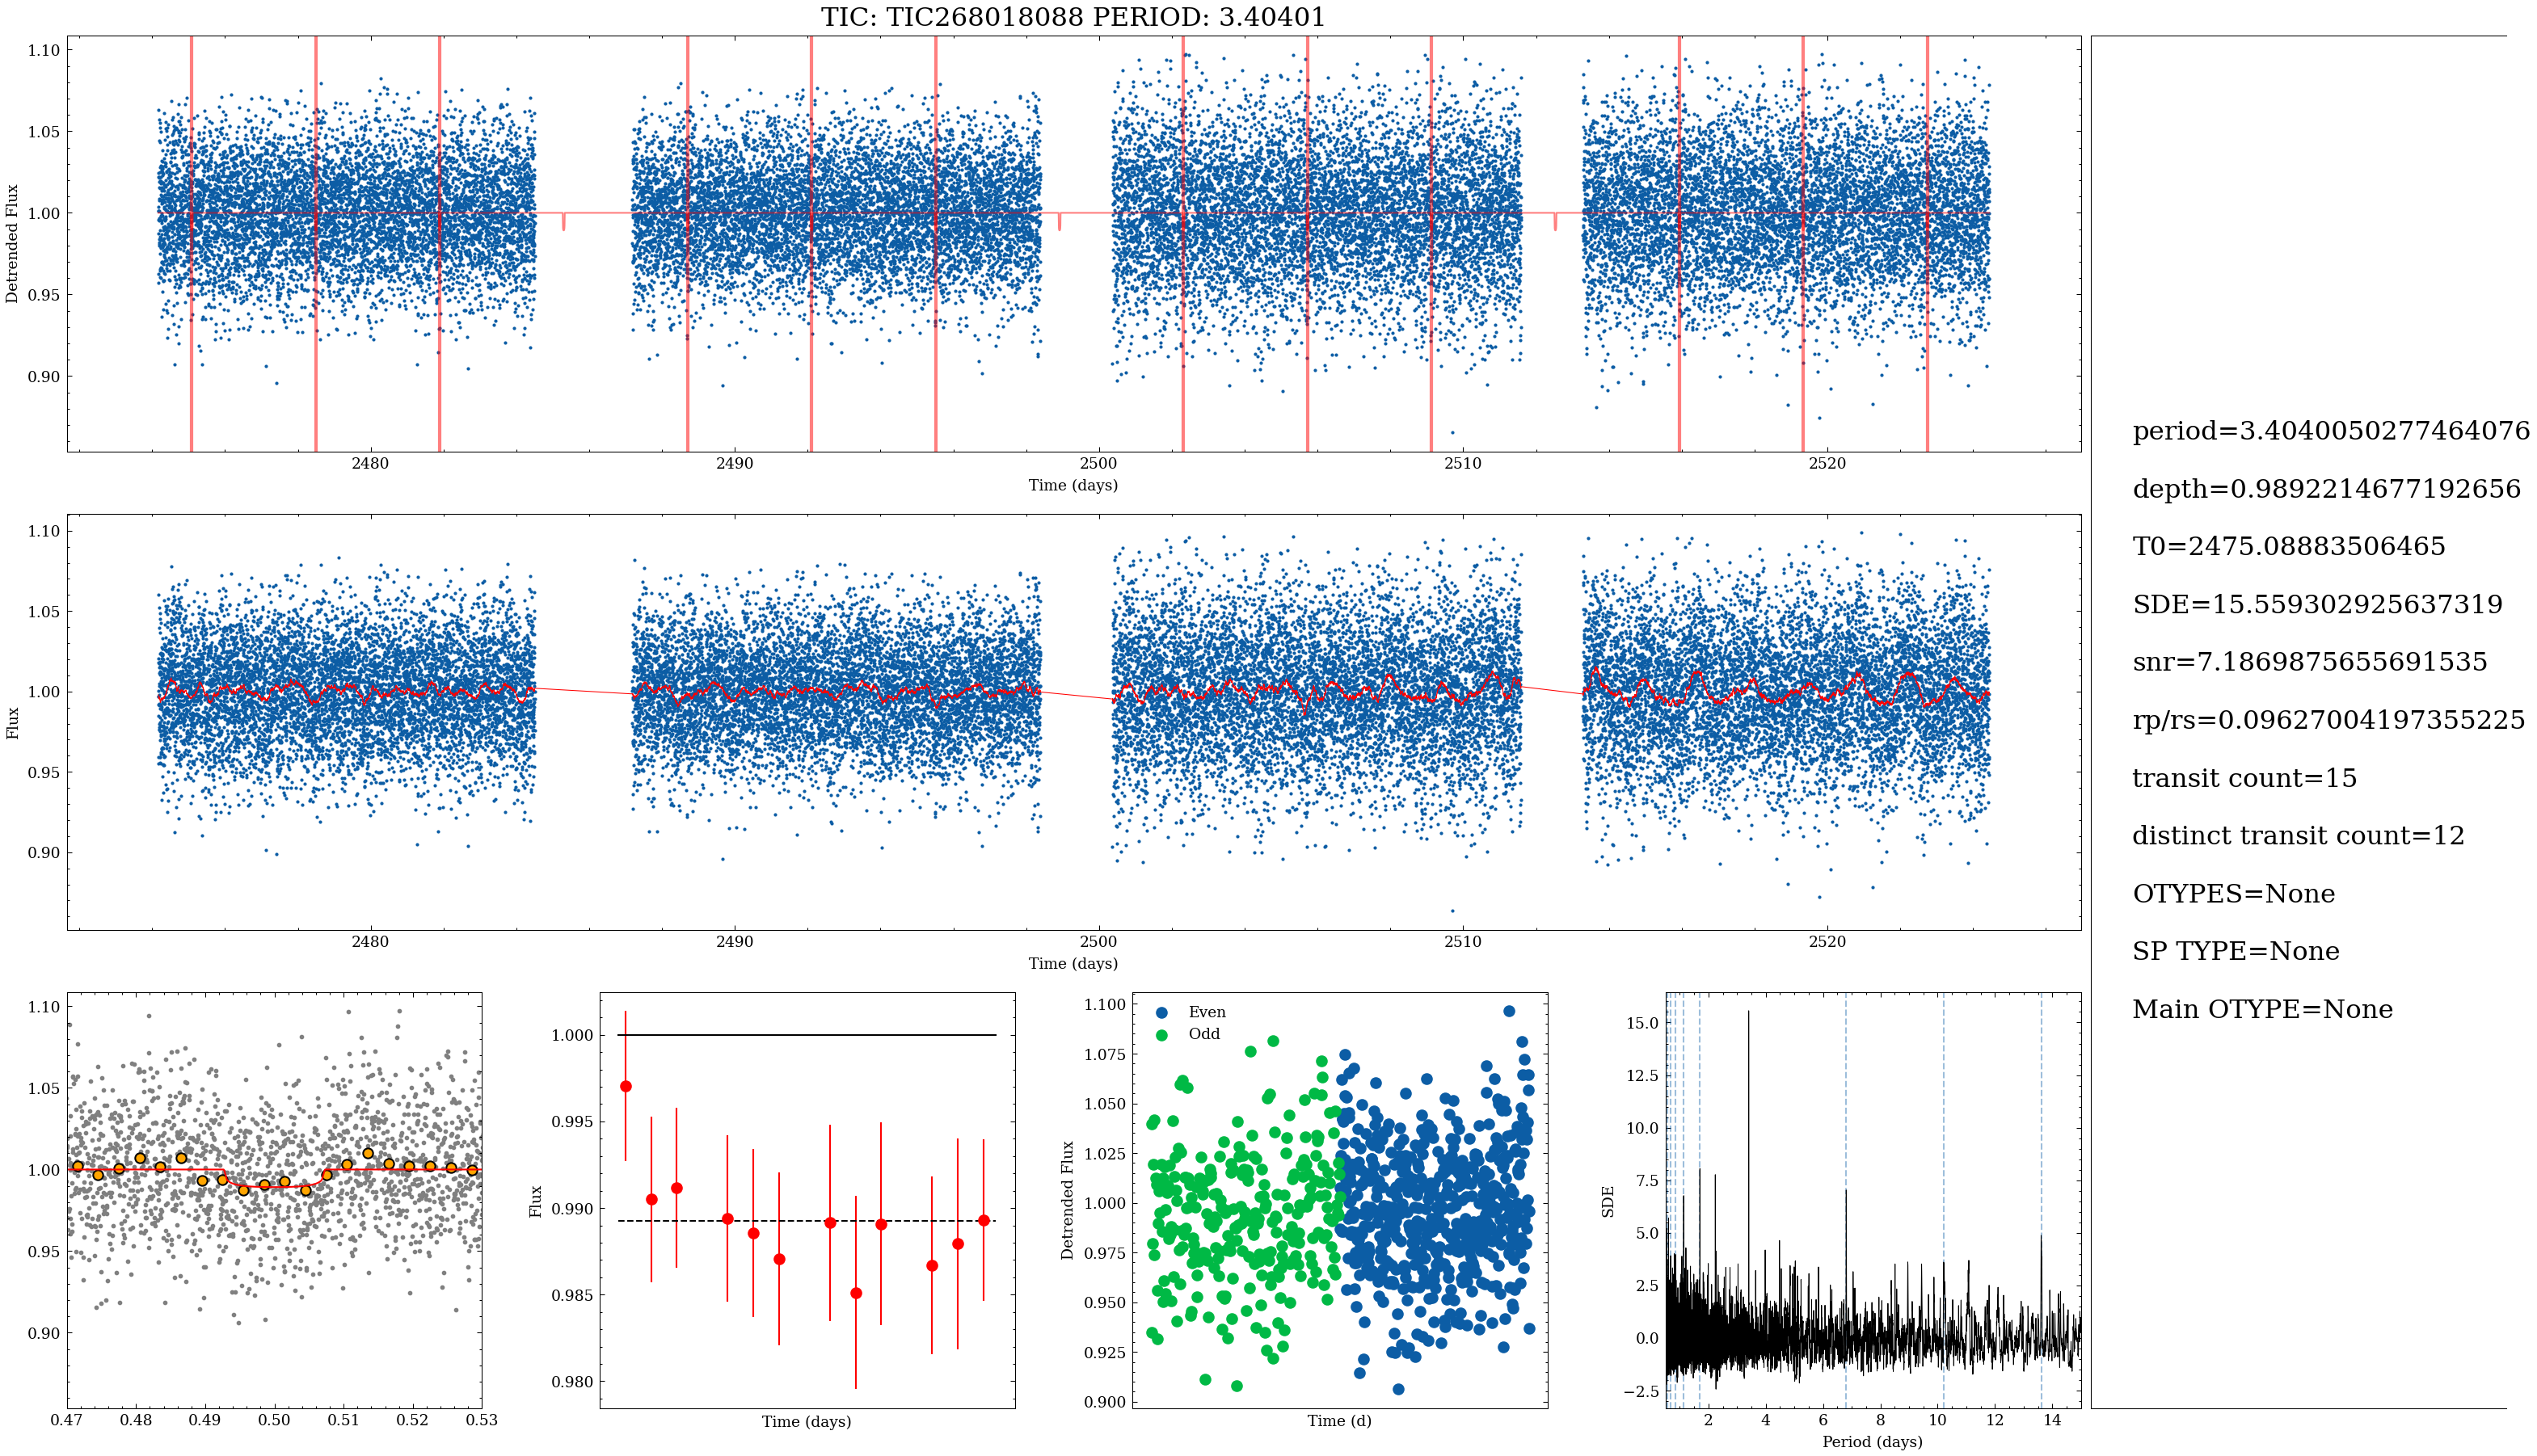 TIC: TIC268018088 PERIOD: 3.40401
1.10
1.05
1.00
0.95
0.90
Detrended Flux
2480
2490
2500
2510
2520
Time (days)
1.10
1.05
1.00
0.95
0.90
Flux
2480
2490
2500
2510
2520
Time (days)
1.10
1.05
1.00
0.95
0.90
0.47
0.48
0.49
0.50
0.51
0.52
0.53
1.000
0.995
0.990
0.985
0.980
Flux
Time (days)
1.100
1.075
1.050
1.025
1.000
0.975
0.950
0.925
0.900
Detrended Flux
Even
Odd
Time (d)
15.0
12.5
10.0
7.5
5.0
2.5
0.0
−2.5
SDE
2
4
6
8
10
12
14
Period (days)
period=3.4040050277464076
depth=0.9892214677192656
T0=2475.08883506465
SDE=15.559302925637319
snr=7.1869875655691535
rp/rs=0.09627004197355225
transit count=15
distinct transit count=12
OTYPES=None
SP TYPE=None
Main OTYPE=None